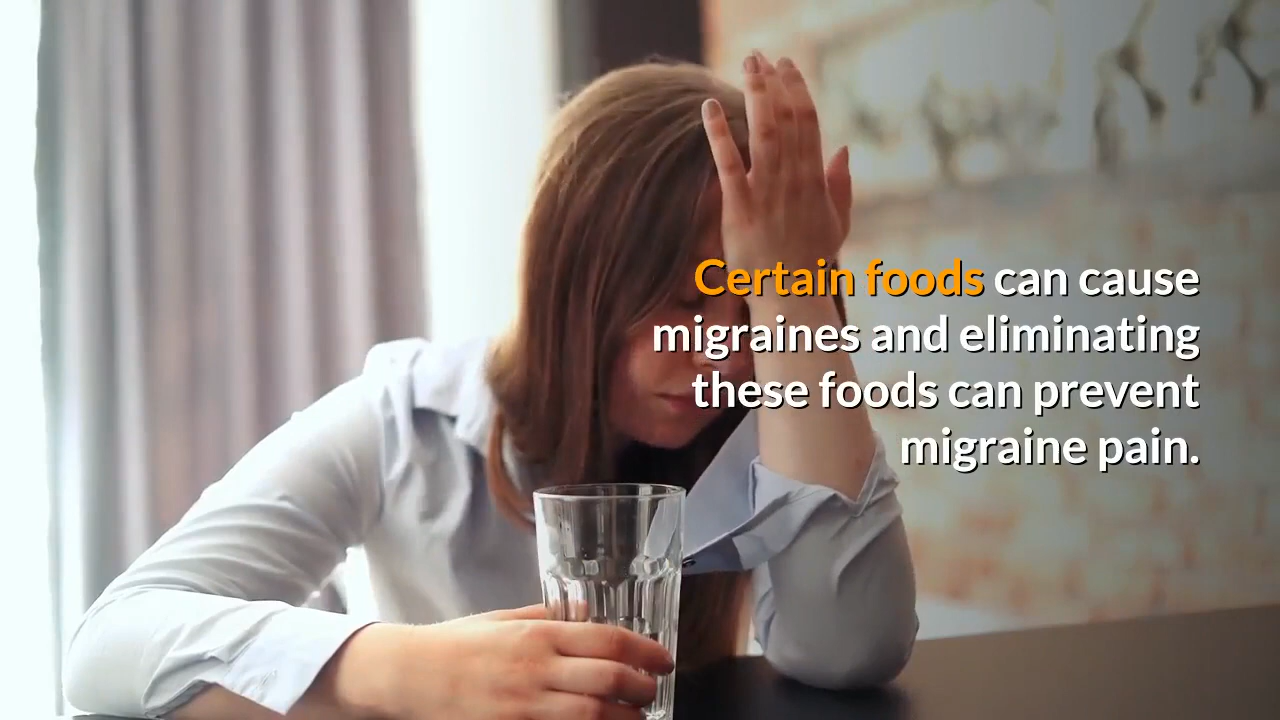 Certain foods can cause
migraines and eliminating
these foods can prevent
migraine pain.